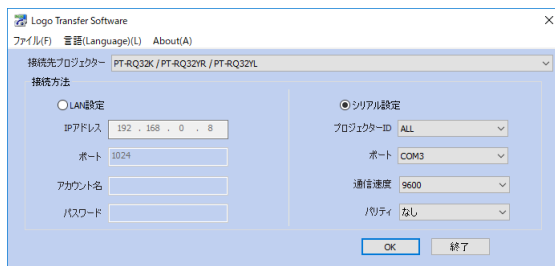 Logo Transfer Software
ファイル(F) 言語(Language)(L) About(A)
接続先プロジェクター PT-RQ32K / PT-RQ32YR / PT-RQ32YL
接続方法
LAN設定
IPアドレス 192 . 168 . 0 . 8
ポート 1024
アカウント名
パスワード
シリアル設定
プロジェクターID ALL
ポート COM3
通信速度 9600
パリティ なし
OK 終了